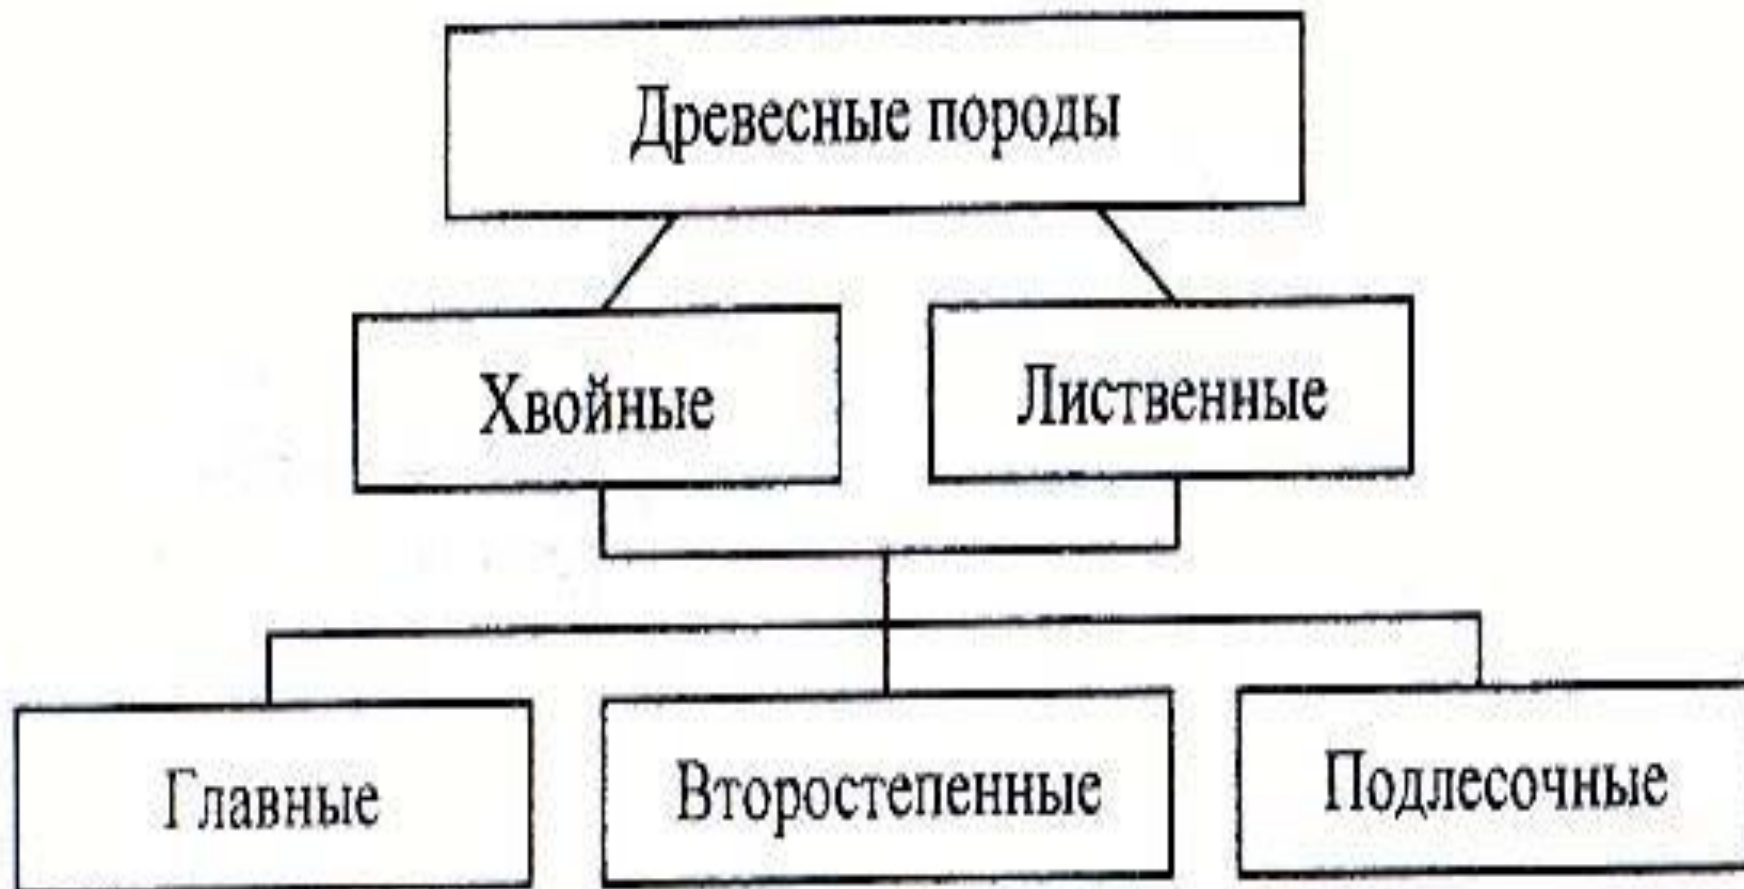 Древесные породы
Хвойные
Лиственные
Главные
Второстепенные
Подлесочные